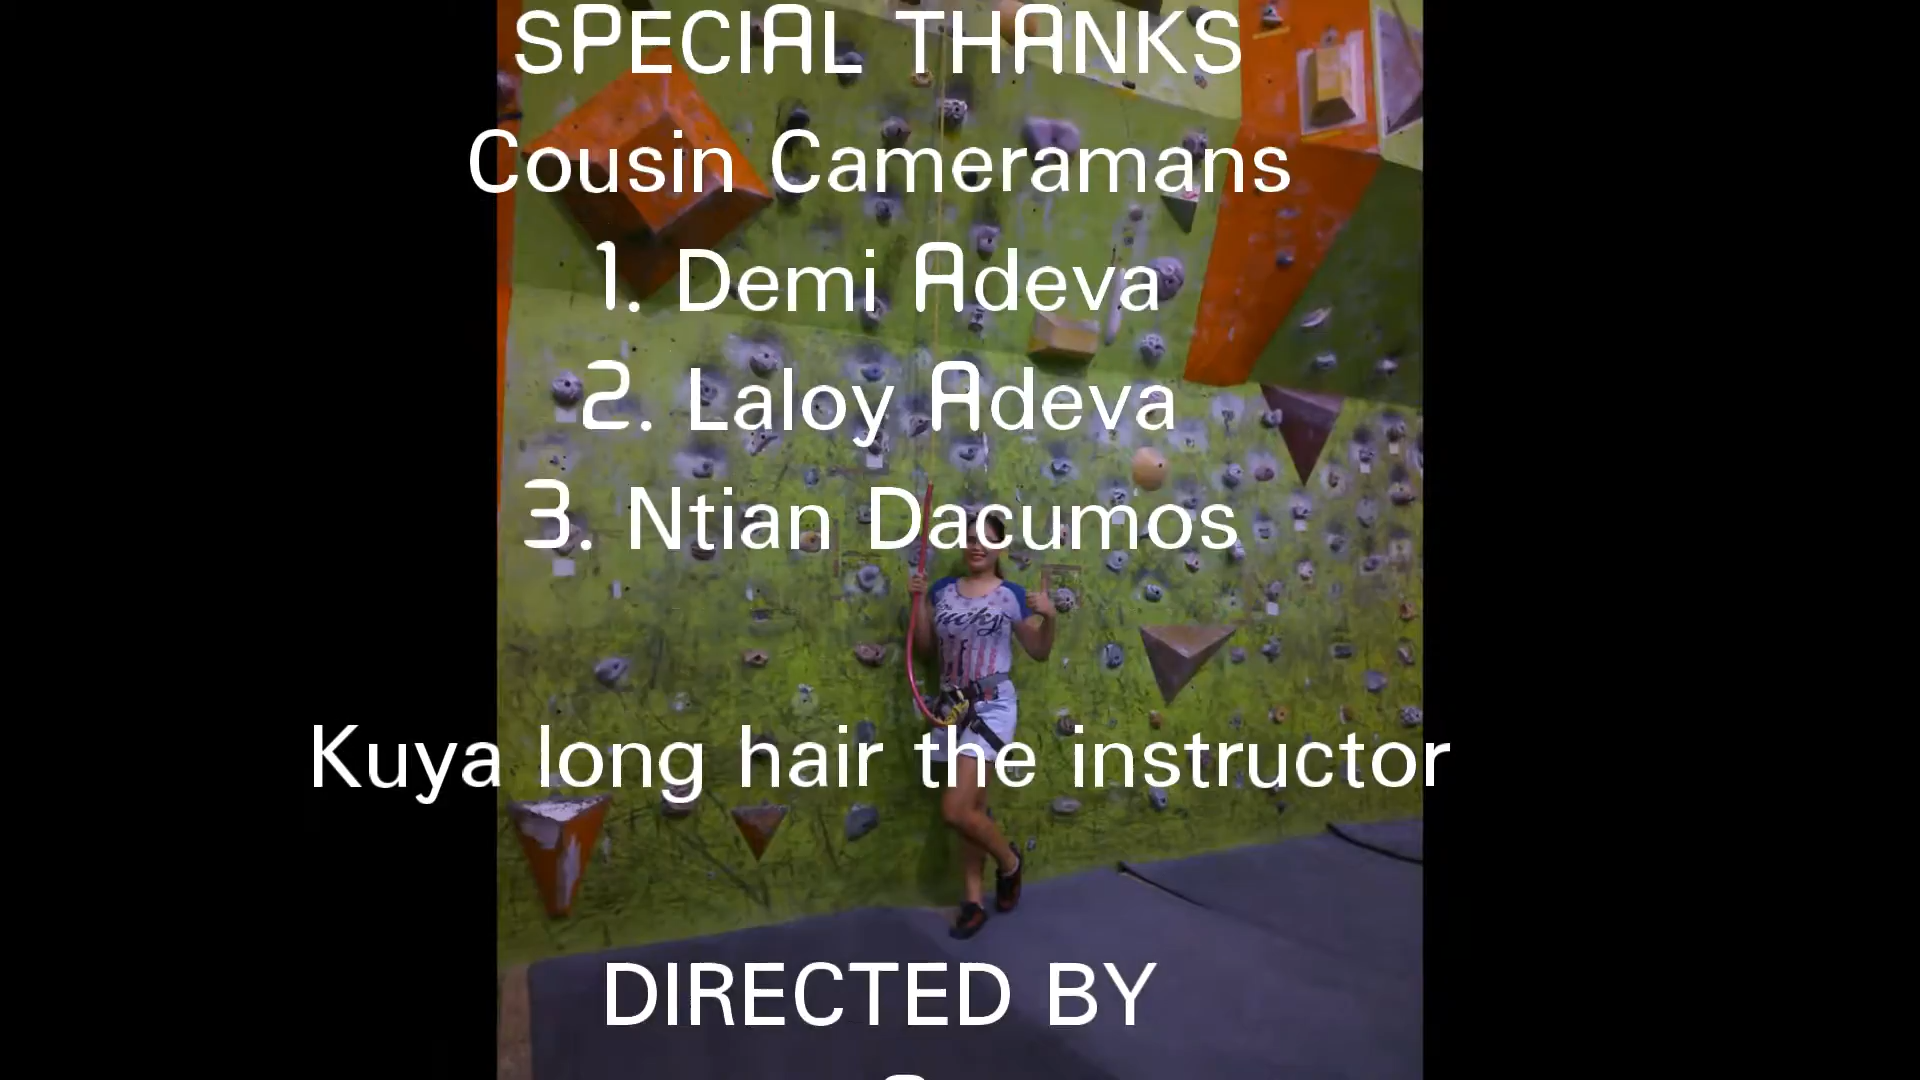 SPECIAL THANKS
Cousin Cameramans
1. Demi Adeva
2. Laloy Adeva
3. Ntian Dacumos
Lucky
Kuya long hair the instructor
DIRECTED BY